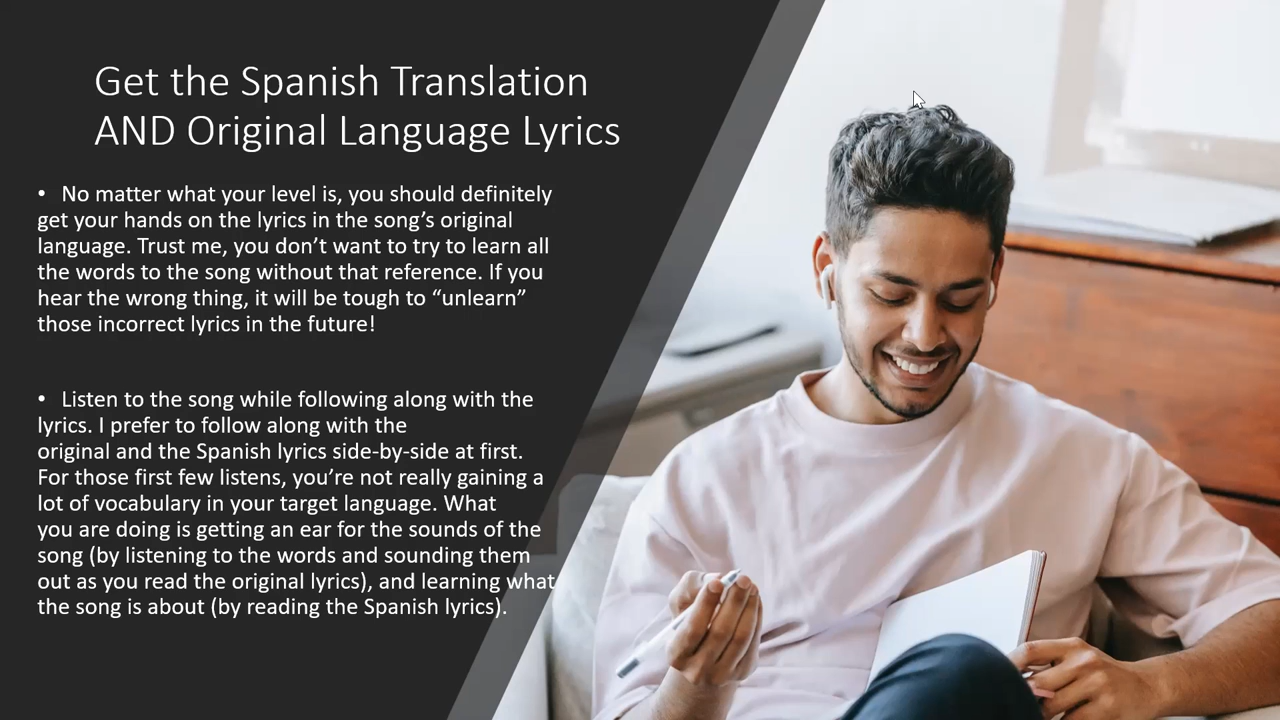 Get the Spanish Translation
AND Original Language Lyrics
• No matter what your level is, you should definitely
get your hands on the lyrics in the song’s original
language. Trust me, you don’t want to try to learn all
the words to the song without that reference. If you
hear the wrong thing, it will be tough to “unlearn”
those incorrect lyrics in the future!
• Listen to the song while following along with the
lyrics. I prefer to follow along with the
original and the Spanish lyrics side-by-side at first.
For those first few listens, you’re not really gaining a
lot of vocabulary in your target language. What
you are doing is getting an ear for the sounds of the
song (by listening to the words and sounding them
out as you read the original lyrics), and learning what
the song is about (by reading the Spanish lyrics).